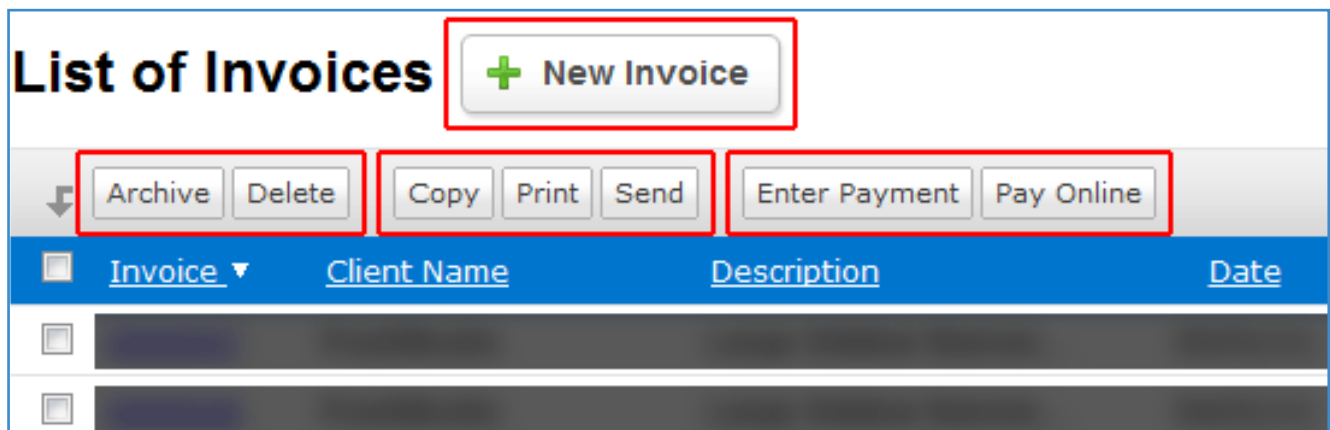 List of Invoices New Invoice
Archive Delete Copy Print Send Enter Payment Pay Online
Invoice Client Name Description Date